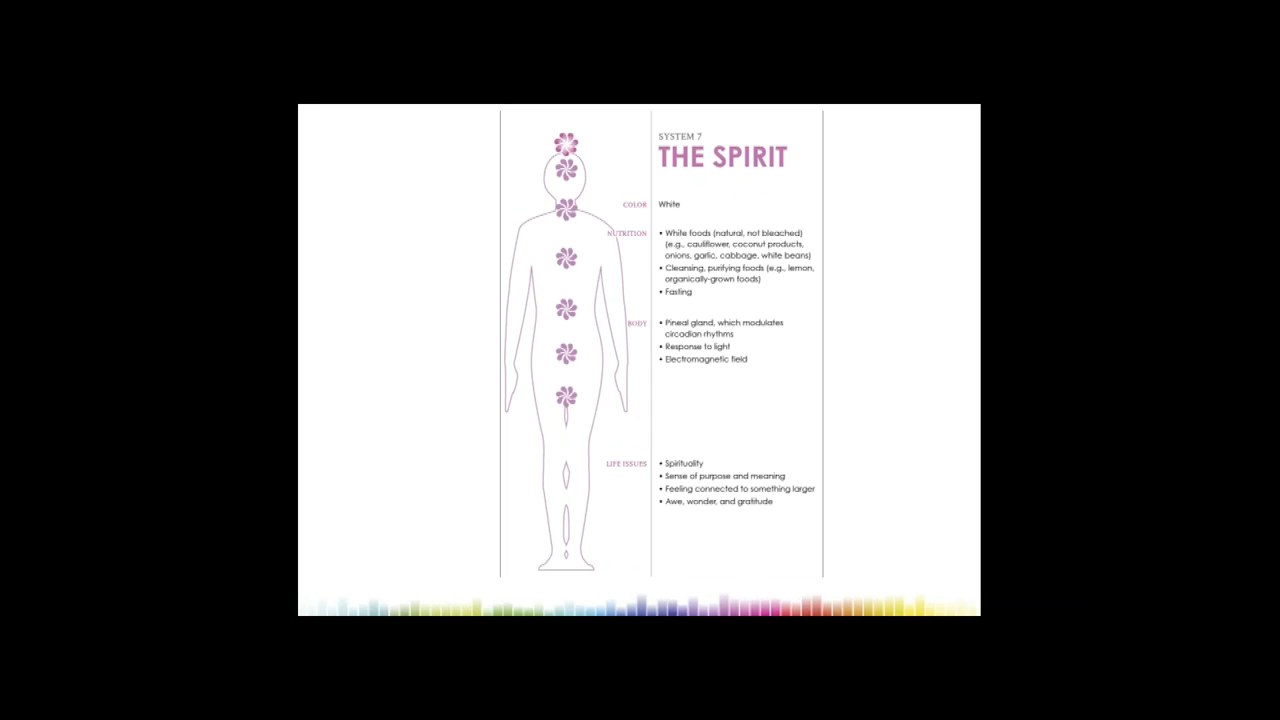 SYSTEM 7
THE SPIRIT
COLOR
White
NUTRITION
• White foods (natural, not bleached)
(e.g., cauliflower, coconut products,
onions, garlic, cabbage, white beans)
• Cleansing, purifying foods (e.g., lemon,
organically-grown foods)
• Fasting
BODY
• Pineal gland, which modulates
circadian rhythms
• Response to light
• Electromagnetic field
LIFE ISSUES
• Spirituality
• Sense of purpose and meaning
• Feeling connected to something larger
• Awe, wonder, and gratitude